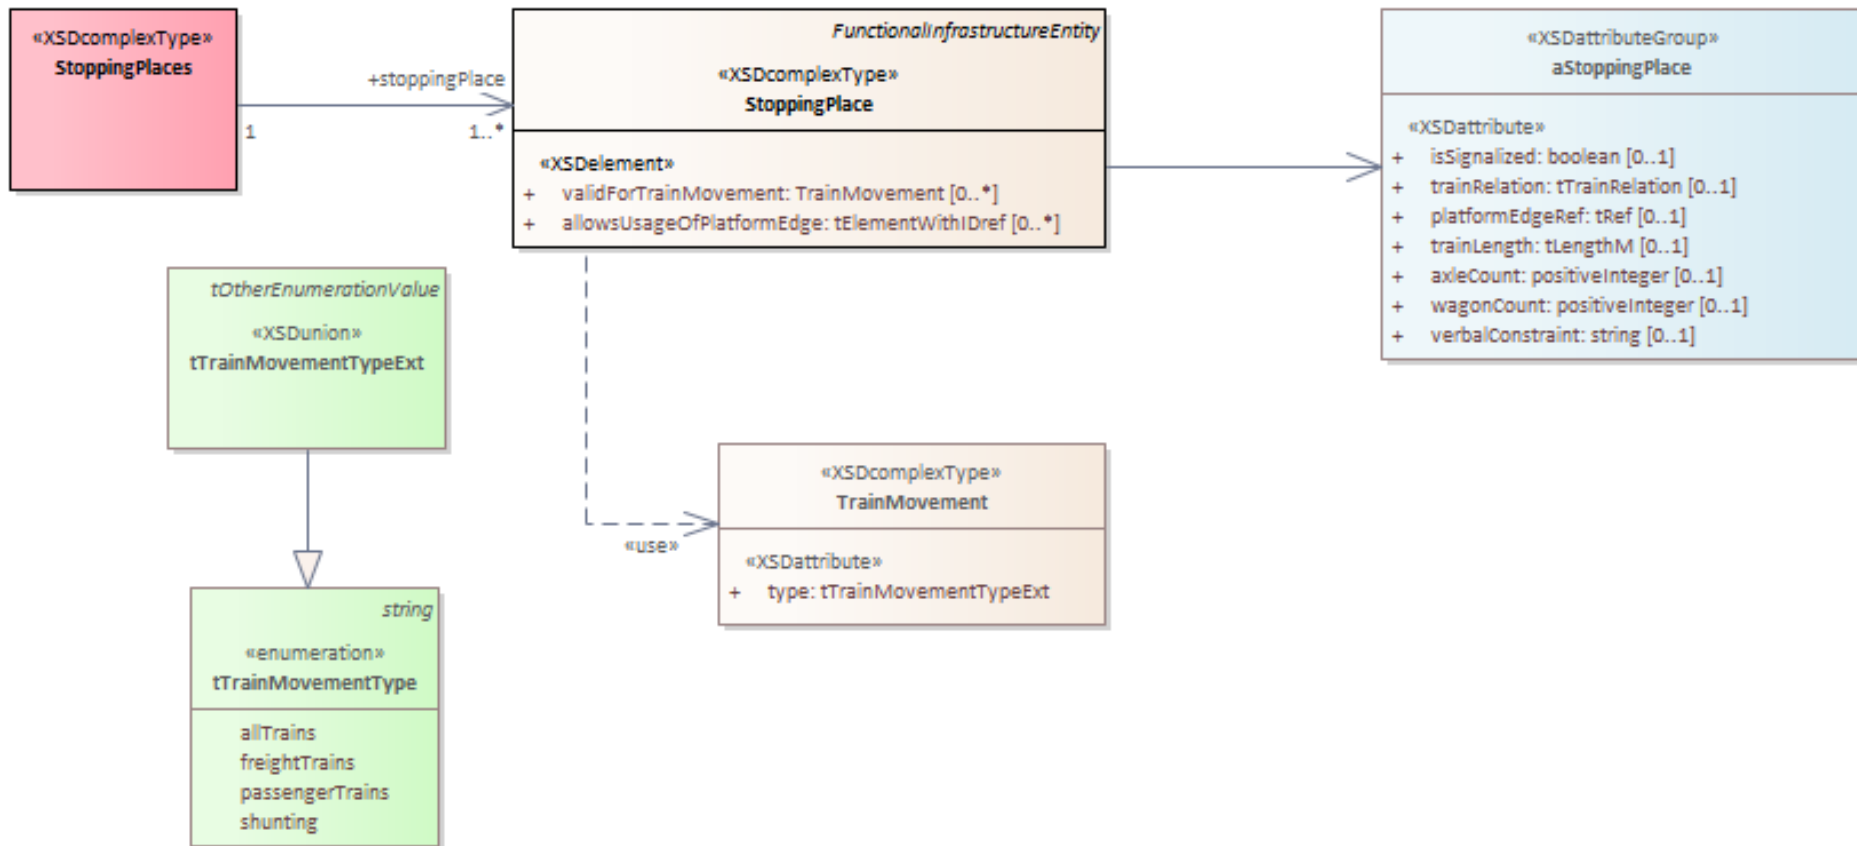 «XSDcomplexType»
StoppingPlaces
+stoppingPlace
1
1..*
FunctionalInfrastructureEntity
«XSDcomplexType»
StoppingPlace
«XSDelement»
+ validForTrainMovement: TrainMovement [0..*]
+ allowsUsageOfPlatformEdge: tElementWithIDref [0..*]
«XSDattributeGroup»
aStoppingPlace
«XSDattribute»
+ isSignalized: boolean [0..1]
+ trainRelation: tTrainRelation [0..1]
+ platformEdgeRef: tRef [0..1]
+ trainLength: tLengthM [0..1]
+ axleCount: positiveInteger [0..1]
+ wagonCount: positiveInteger [0..1]
+ verbalConstraint: string [0..1]
tOtherEnumerationValue
«XSDunion»
tTrainMovementTypeExt
«use»
«XSDcomplexType»
TrainMovement
«XSDattribute»
+ type: tTrainMovementTypeExt
string
«enumeration»
tTrainMovementType
allTrains
freightTrains
passengerTrains
shunting